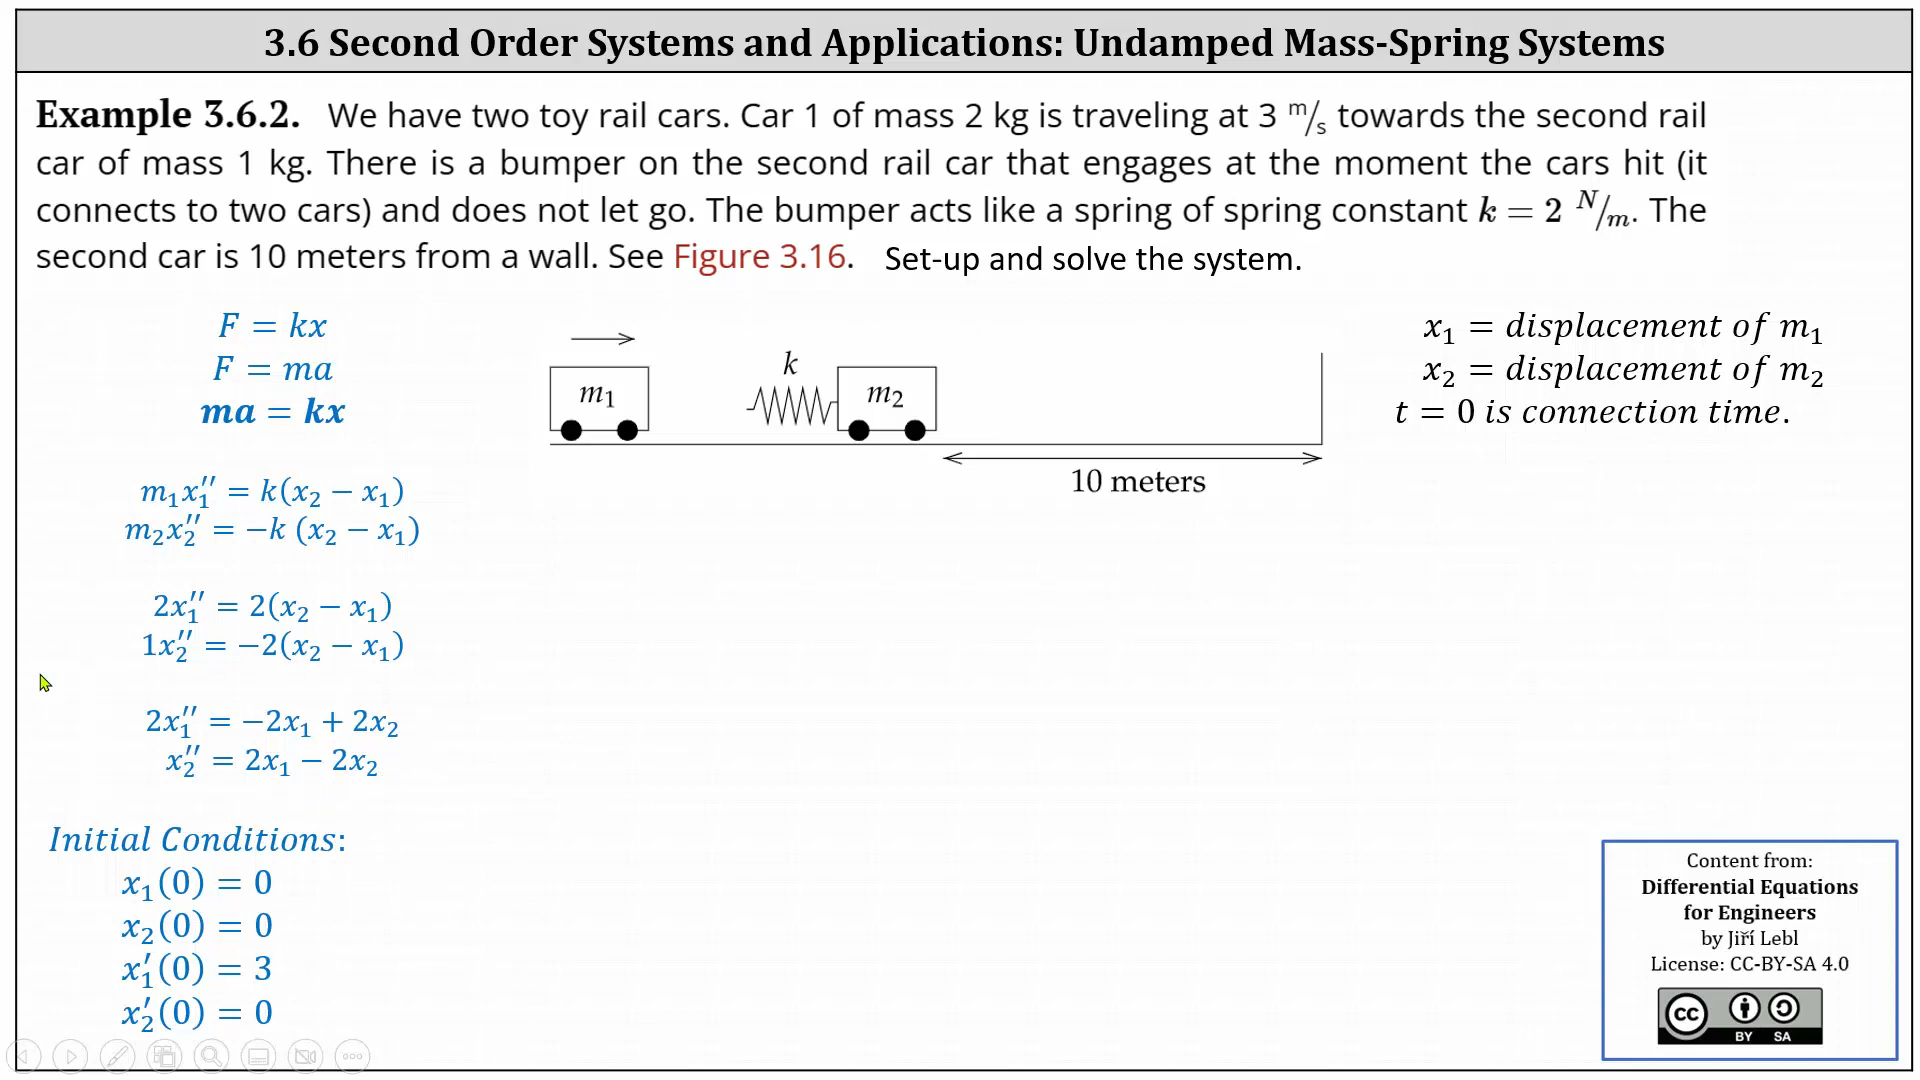 3.6 Second Order Systems and Applications: Undamped Mass-Spring Systems
Example 3.6.2. We have two toy rail cars. Car 1 of mass 2 kg is traveling at 3 m/s towards the second rail
car of mass 1 kg. There is a bumper on the second rail car that engages at the moment the cars hit (it
connects to two cars) and does not let go. The bumper acts like a spring of spring constant k = 2 N/m. The
second car is 10 meters from a wall. See Figure 3.16. Set-up and solve the system.
F = kx
F = ma
ma = kx
m₁x₁′′ = k(x₂ − x₁)
m₂x₂′′ = −k (x₂ − x₁)
2x₁′′ = 2(x₂ − x₁)
1x₂′′ = −2(x₂ − x₁)
2x₁′′ = −2x₁ + 2x₂
x₂′′ = 2x₁ − 2x₂
Initial Conditions:
x₁(0) = 0
x₂(0) = 0
x₁′(0) = 3
x₂′(0) = 0
k
m₁
m₂
10 meters
x₁ = displacement of m₁
x₂ = displacement of m₂
t = 0 is connection time.
Content from:
Differential Equations
for Engineers
by Jiří Lebl
License: CC-BY-SA 4.0
cc
BY SA